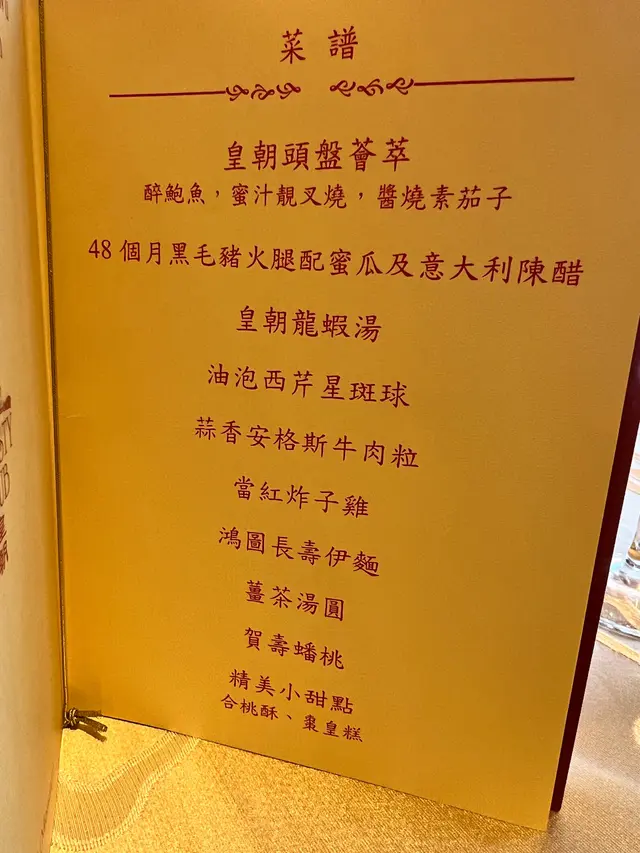 菜譜
皇朝頭盤薈萃
醉鮑魚，蜜汁靚叉燒，醬燒素茄子
48 個月黑毛豬火腿配蜜瓜及意大利陳醋
皇朝龍蝦湯
油泡西芹星斑球
蒜香安格斯牛肉粒
當紅炸子雞
鴻圖長壽伊麵
薑茶湯圓
賀壽蟠桃
精美小甜點
合桃酥、棗皇糕